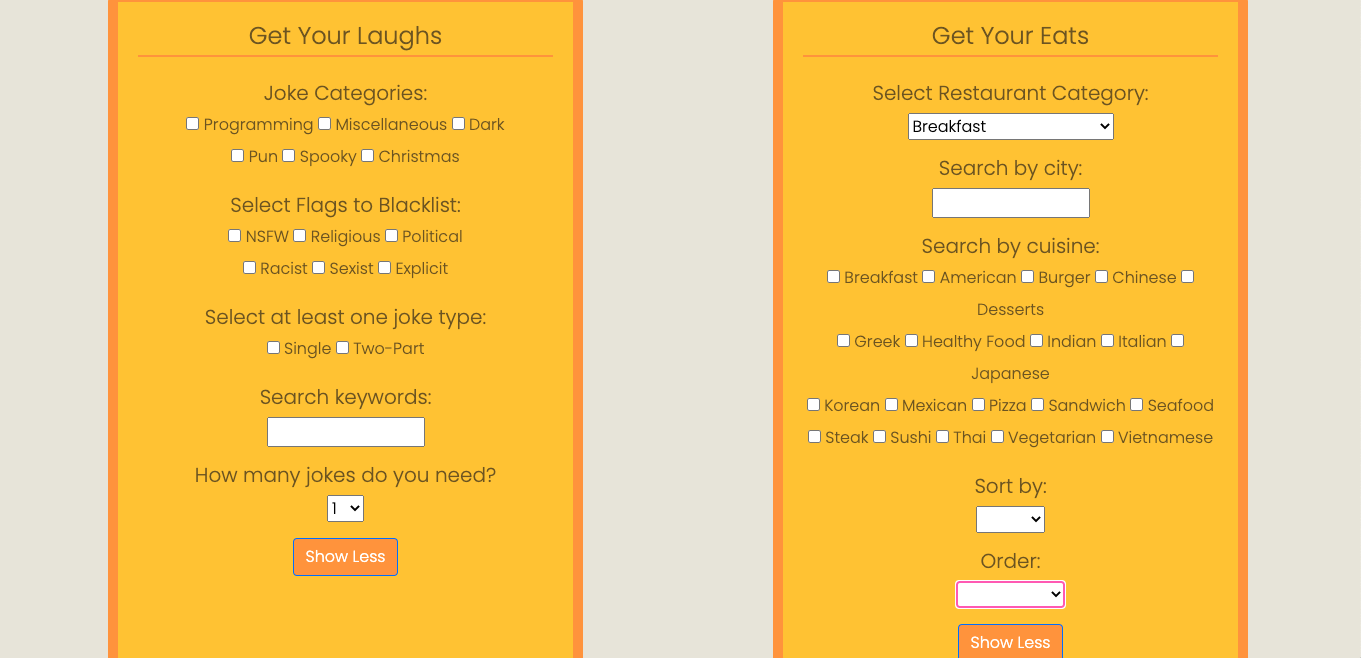 Get Your Laughs
Joke Categories:
Programming Miscellaneous Dark
Pun Spooky Christmas
Select Flags to Blacklist:
NSFW Religious Political
Racist Sexist Explicit
Select at least one joke type:
Single Two-Part
Search keywords:
How many jokes do you need?
1
Show Less
Get Your Eats
Select Restaurant Category:
Breakfast
Search by city:
Search by cuisine:
Breakfast American Burger Chinese
Desserts
Greek Healthy Food Indian Italian
Japanese
Korean Mexican Pizza Sandwich Seafood
Steak Sushi Thai Vegetarian Vietnamese
Sort by:
Order:
Show Less